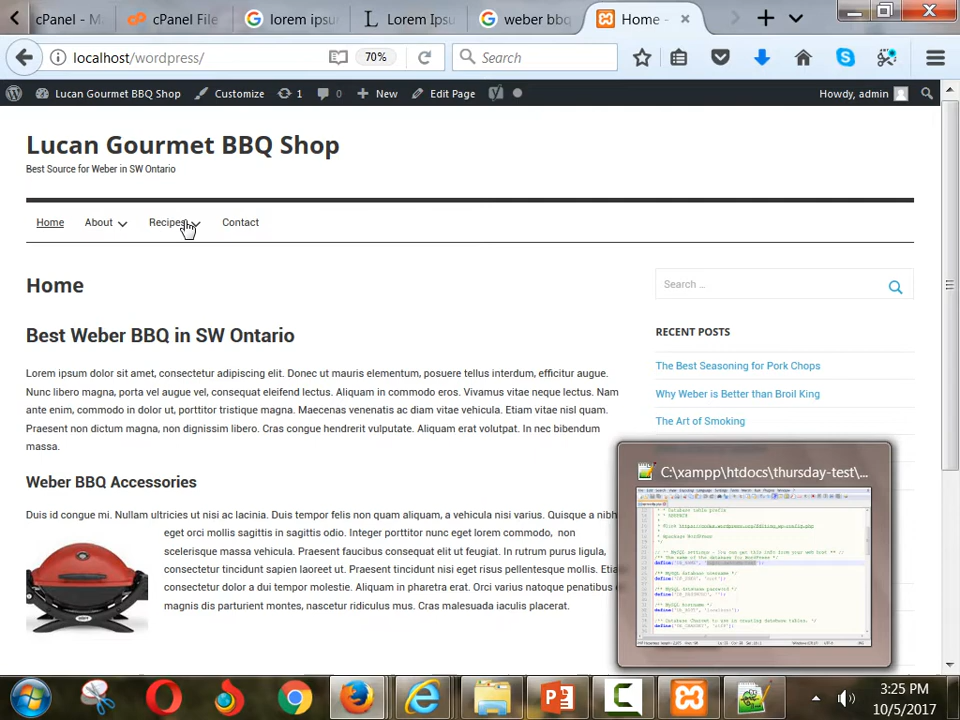 cPanel - M
cPanel File
lorem ipsu
Lorem Ipsu
weber bbq
Home -
localhost/wordpress/
70%
Search
Lucan Gourmet BBQ Shop
Customize
1
0
New
Edit Page
Howdy, admin
Lucan Gourmet BBQ Shop
Best Source for Weber in SW Ontario
Home
About
Recipes
Contact
Home
Search ...
Best Weber BBQ in SW Ontario
RECENT POSTS
Lorem ipsum dolor sit amet, consectetur adipiscing elit. Donec ut mauris elementum, posuere tellus interdum, efficitur augue.
The Best Seasoning for Pork Chops
Nunc libero magna, porta vel augue vel, consequat eleifend lectus. Aliquam in commodo eros. Vivamus vitae neque lectus. Nam
Why Weber is Better than Broil King
ante enim, commodo in dolor ut, porttitor tristique magna. Maecenas venenatis ac diam vitae vehicula. Etiam vitae nisl quam.
The Art of Smoking
Praesent non dictum magna, non dignissim libero. Cras congue hendrerit vulputate. Aliquam erat volutpat. In nec bibendum
massa.
C:\xampp\htdocs\thursday-test\...
Weber BBQ Accessories
Duis id congue mi. Nullam ultricies ut nisi ac lacinia. Duis tempor felis non quam aliquam, a vehicula nisi varius. Quisque a nibh
eget orci mollis sagittis in vitae orci. Integer porttitor nunc eget lorem commodo, non
scelerisque massa vehicula. Praesent faucibus consequat elit ut feugiat. In rutrum purus ligula,
consectetur tincidunt sapien laoreet ut. Praesent tincidunt nisi eget ligula mattis, at condimentum
consectetur dolor a dui tempor. Aliquam in pharetra erat. Orci varius natoque penatibus
magnis dis parturient montes, nascetur ridiculus mus. Cras malesuada iaculis placerat.
3:25 PM
10/5/2017